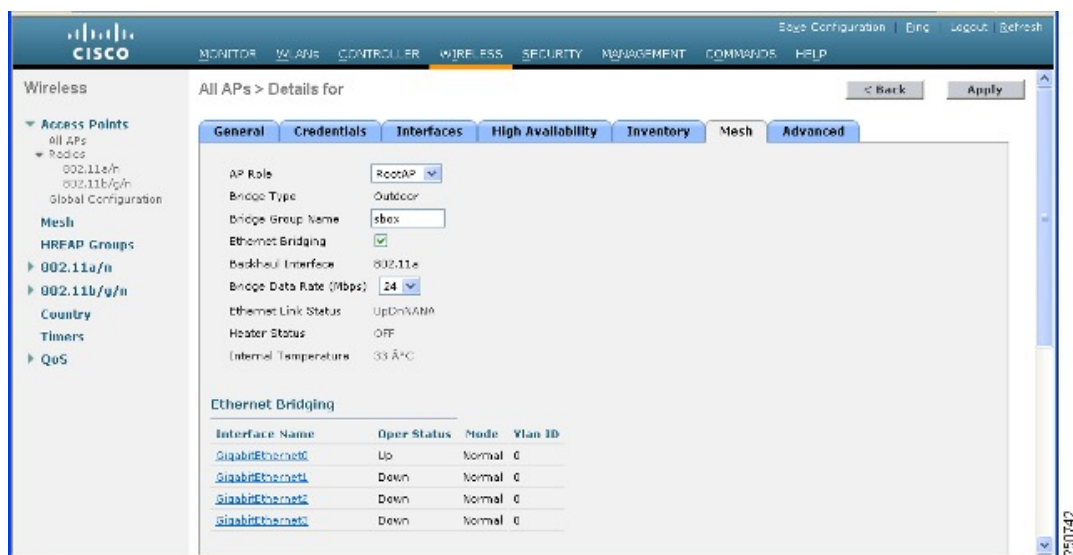 Save Configuration | Ping | Logout | Refresh
CISCO
MONITOR WLANs CONTROLLER WIRELESS SECURITY MANAGEMENT COMMANDS HELP
Wireless
All APs > Details for
< Back
Apply
Access Points
All APs
Radios
802.11a/n
802.11b/g/n
Global Configuration
Mesh
HREAP Groups
802.11a/n
802.11b/g/n
Country
Timers
QoS
General Credentials Interfaces High Availability Inventory Mesh Advanced
AP Role RootAP
Bridge Type Outdoor
Bridge Group Name sbox
Ethernet Bridging
Backhaul Interface 802.11a
Bridge Data Rate (Mbps) 24
Ethernet Link Status UpDnNANA
Heater Status OFF
Internal Temperature 33 Â°C
Ethernet Bridging
Interface Name Oper Status Mode Vlan ID
GigabitEthernet0 Up Normal 0
GigabitEthernet1 Down Normal 0
GigabitEthernet2 Down Normal 0
GigabitEthernet3 Down Normal 0
250742